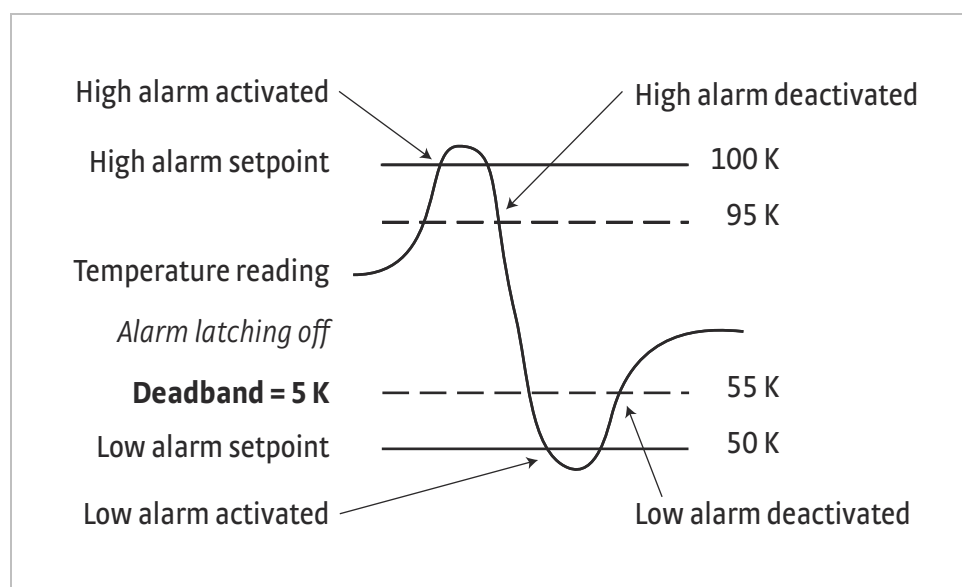 High alarm activated
High alarm deactivated
High alarm setpoint
100 K
95 K
Temperature reading
Alarm latching off
Deadband = 5 K
55 K
Low alarm setpoint
50 K
Low alarm activated
Low alarm deactivated